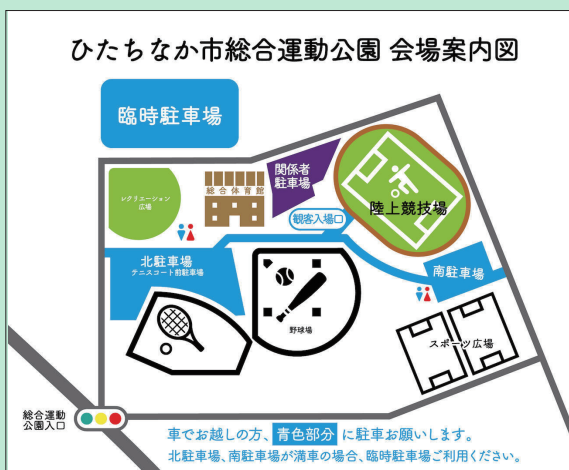 ひたちなか市総合運動公園 会場案内図
臨時駐車場
関係者
駐車場
レクリエーション
広場
総合体育館
陸上競技場
観客入場口
北駐車場
テニスコート前駐車場
南駐車場
野球場
スポーツ広場
総合運動
公園入口
車でお越しの方、青色部分に駐車お願いします。
北駐車場、南駐車場が満車の場合、臨時駐車場ご利用ください。